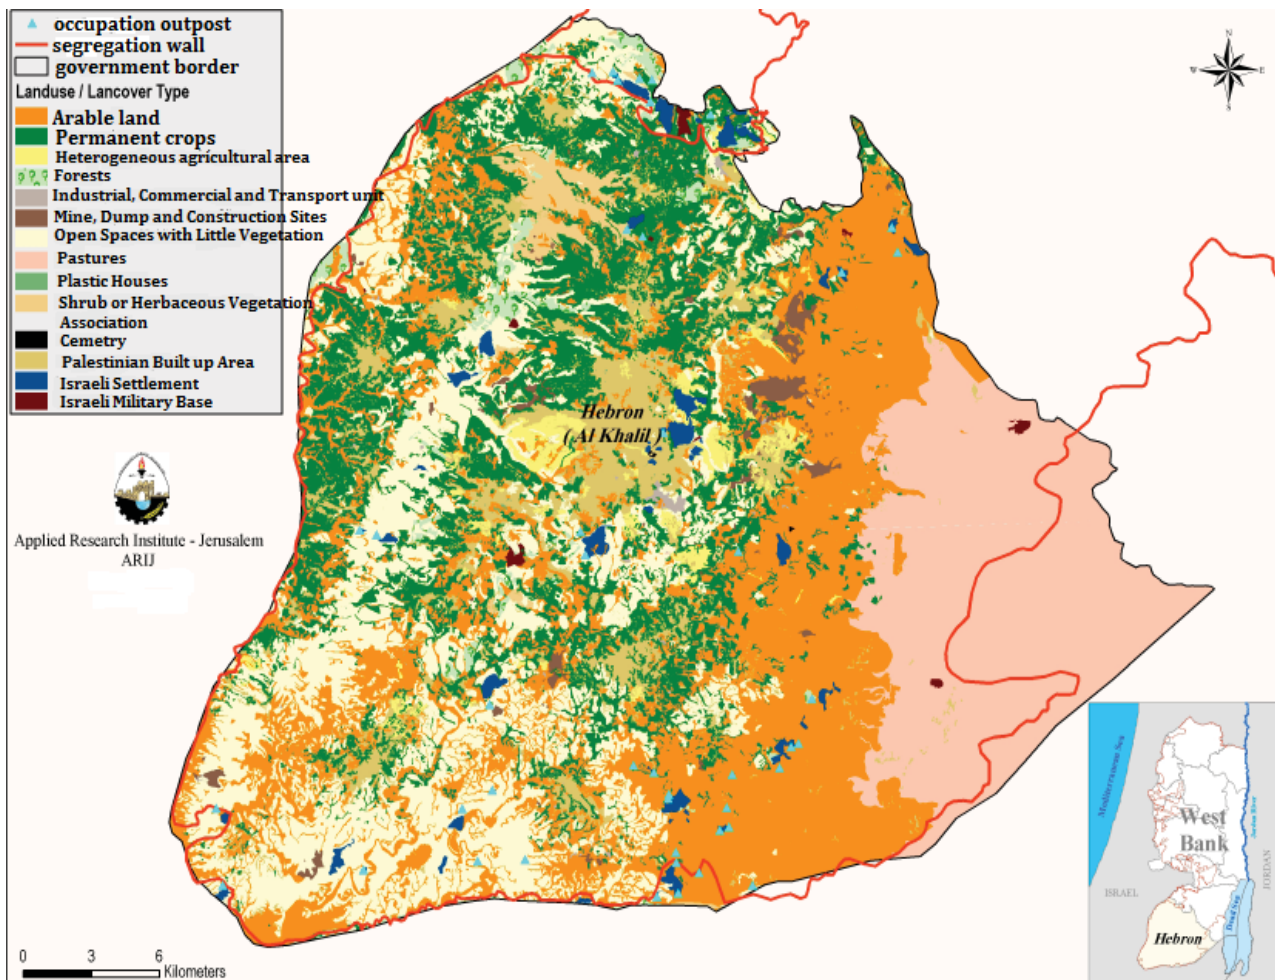 occupation outpost
segregation wall
government border
Landuse / Lancover Type
Arable land
Permanent crops
Heterogeneous agricultural area
Forests
Industrial, Commercial and Transport unit
Mine, Dump and Construction Sites
Open Spaces with Little Vegetation
Pastures
Plastic Houses
Shrub or Herbaceous Vegetation
Association
Cemetry
Palestinian Built up Area
Israeli Settlement
Israeli Military Base
N
W E
S
Hebron
( Al Khalil )
Applied Research Institute - Jerusalem
ARIJ
0 3 6
Kilometers
Mediterranean Sea
West
Bank
Jordan River
ISRAEL
JORDAN
Dead Sea
Hebron